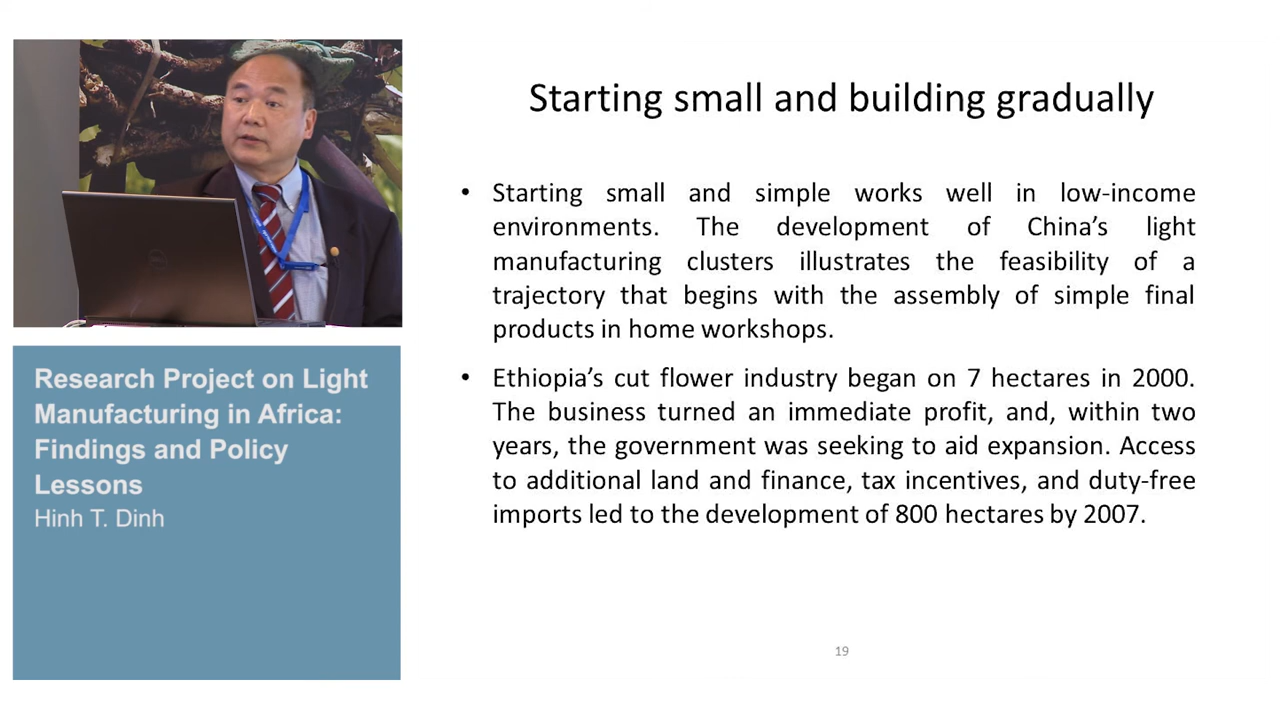 Starting small and building gradually
• Starting small and simple works well in low-income
environments. The development of China’s light
manufacturing clusters illustrates the feasibility of a
trajectory that begins with the assembly of simple final
products in home workshops.
• Ethiopia’s cut flower industry began on 7 hectares in 2000.
The business turned an immediate profit, and, within two
years, the government was seeking to aid expansion. Access
to additional land and finance, tax incentives, and duty-free
imports led to the development of 800 hectares by 2007.
19
Research Project on Light
Manufacturing in Africa:
Findings and Policy
Lessons
Hinh T. Dinh